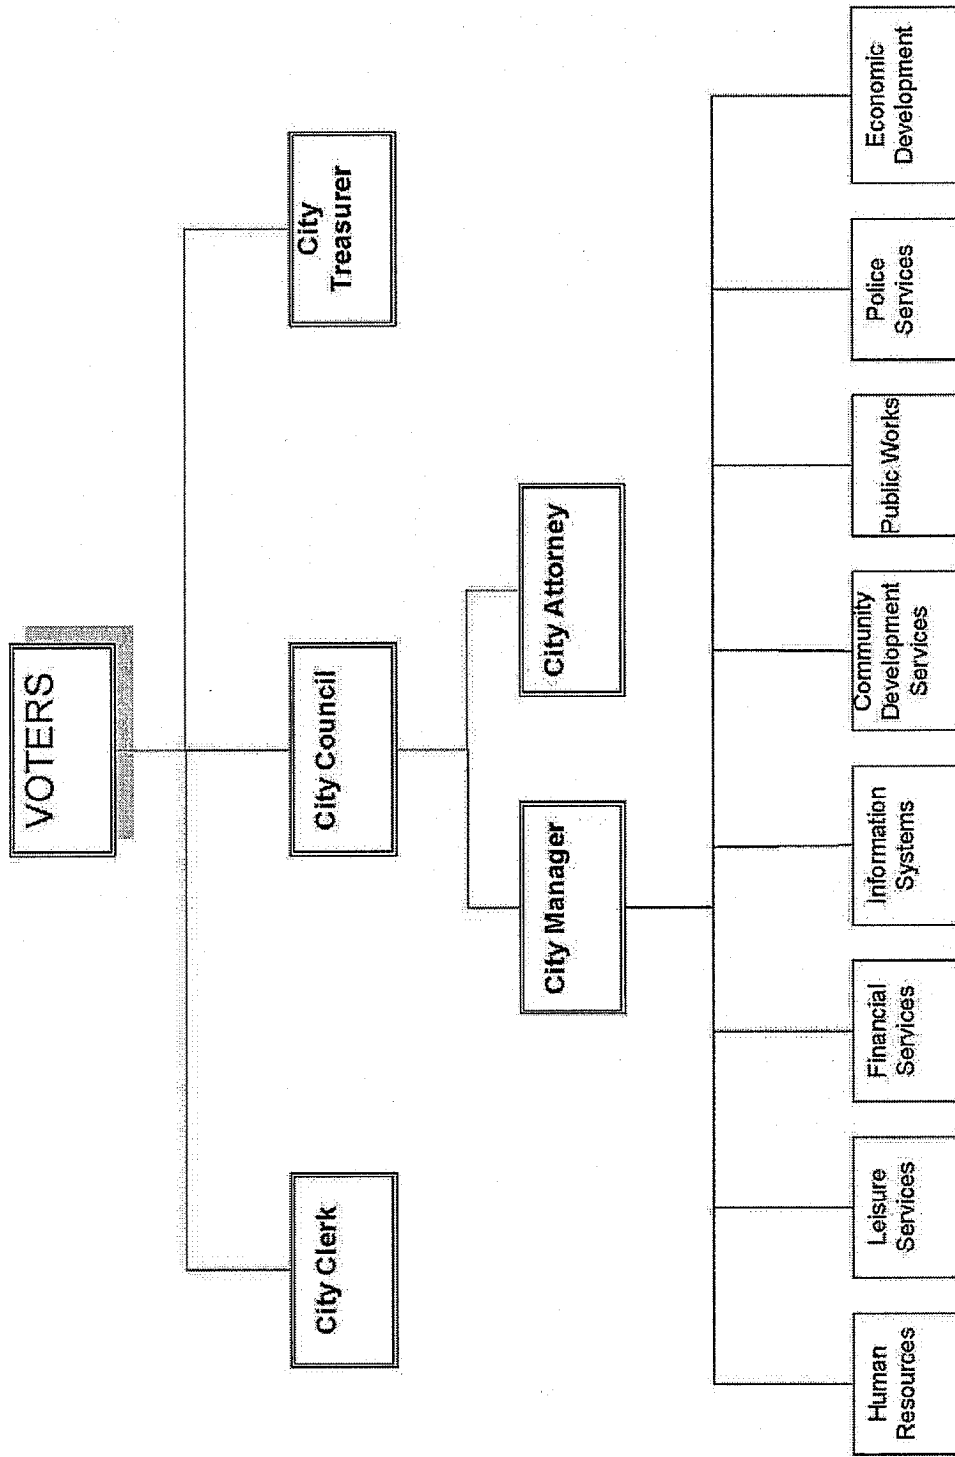 VOTERS
City Clerk
City Council
City
Treasurer
City Manager
City Attorney
Human
Resources
Leisure
Services
Financial
Services
Information
Systems
Community
Development
Services
Public Works
Police
Services
Economic
Development